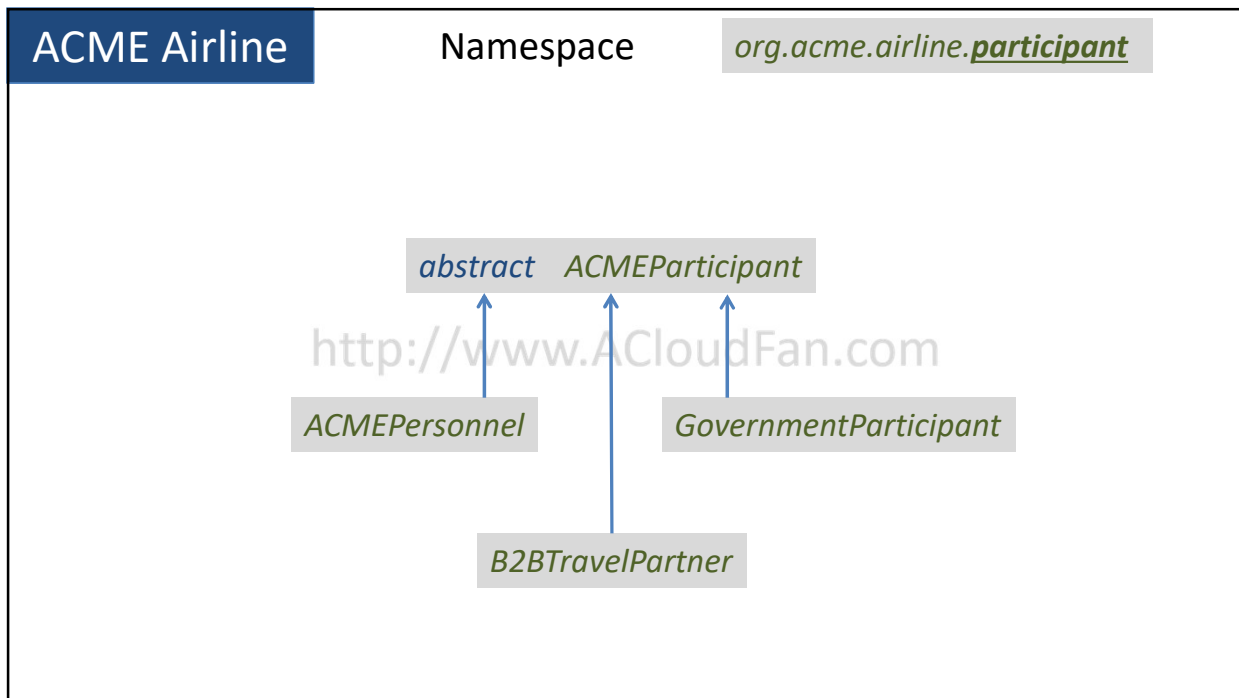 ACME Airline
Namespace
org.acme.airline.participant
abstract ACMEParticipant
http://www.ACloudFan.com
ACMEPersonnel
GovernmentParticipant
B2BTravelPartner